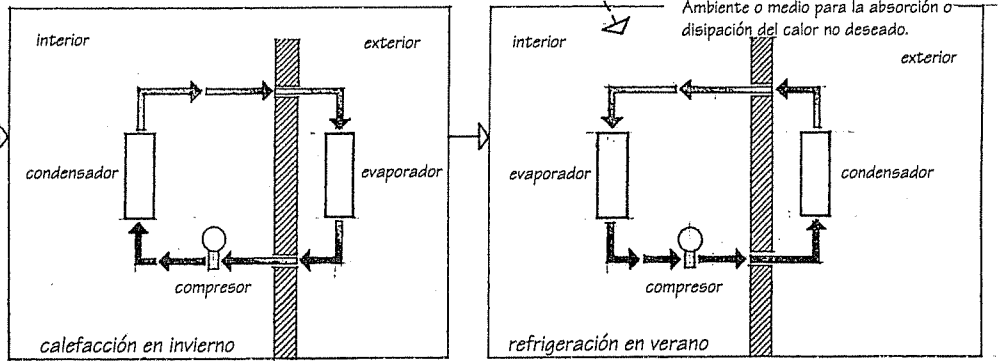 Ambiente o medio para la absorción o
disipación del calor no deseado.
interior
exterior
condensador
evaporador
compresor
calefacción en invierno
interior
exterior
evaporador
condensador
compresor
refrigeración en verano